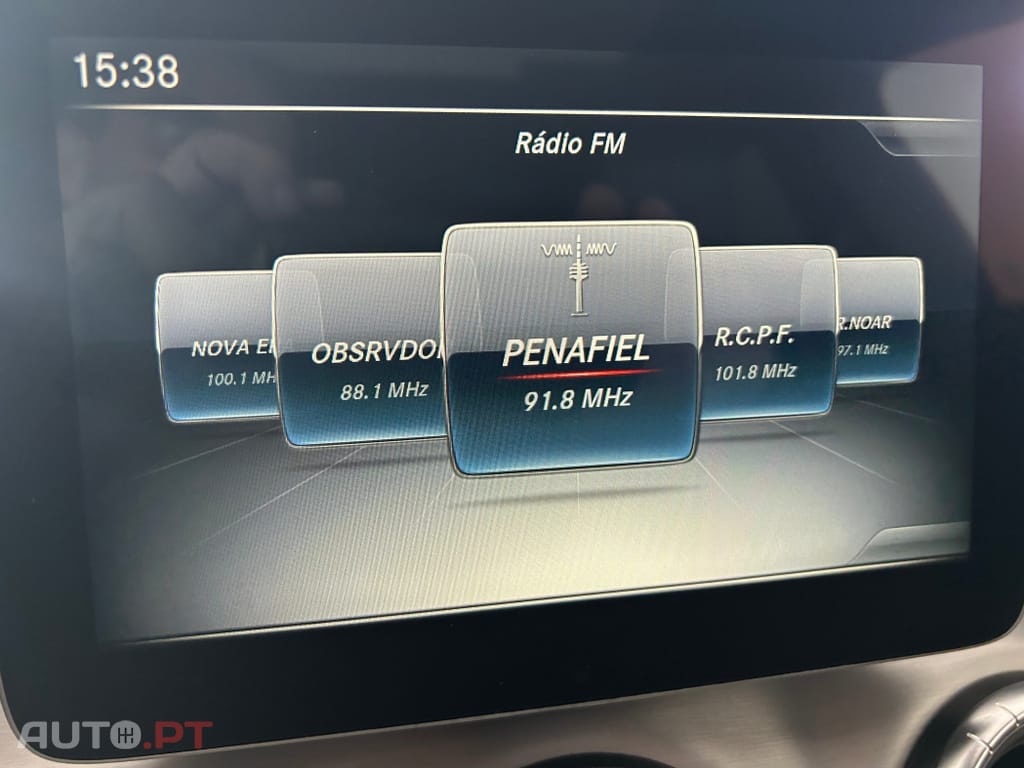 15:38
Rádio FM
NOVA
100.1 MH
OBSRVDO
88.1 MHz
PENAFIEL
91.8 MHz
R.C.P.F.
101.8 MHz
R.NOAR
97.1 MHz
AUTO.PT